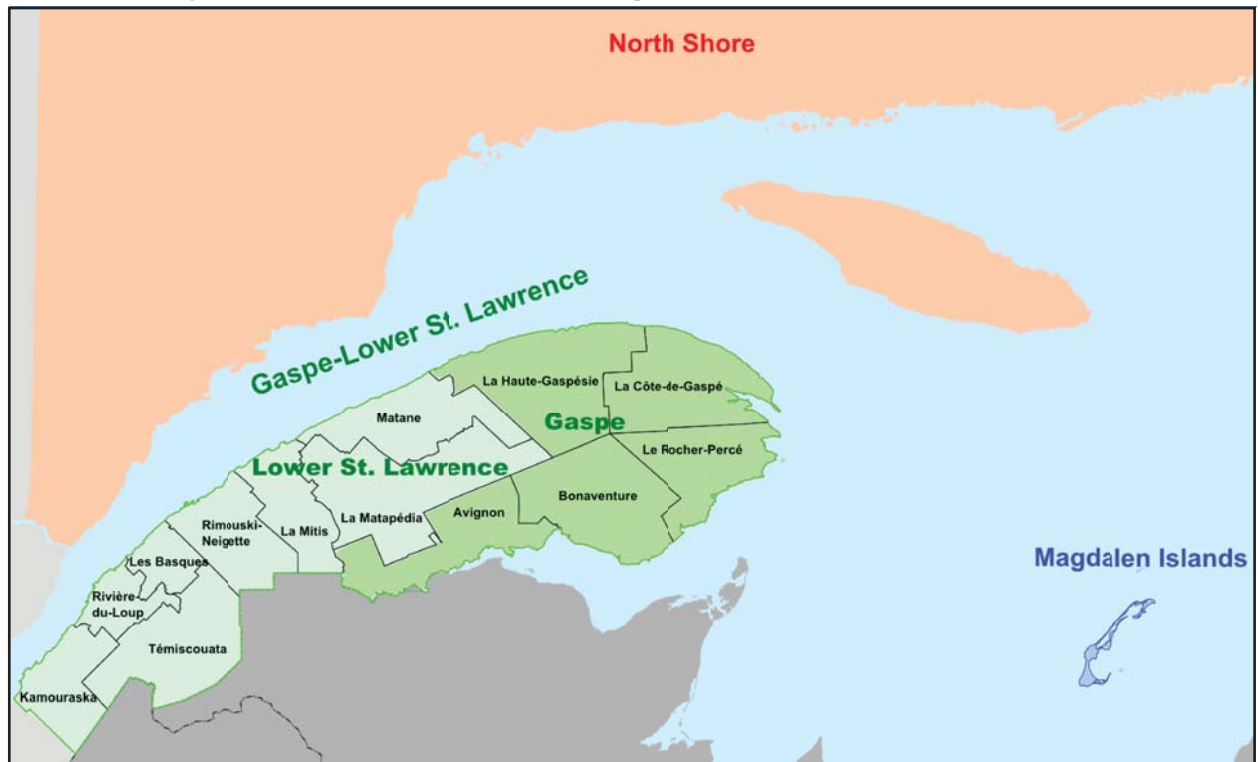 North Shore
Gaspe-Lower St. Lawrence
La Haute-Gaspésie
La Côte-de-Gaspé
Matane
Gaspe
Le Rocher-Percé
Lower St. Lawrence
Bonaventure
Avignon
La Matapédia
Rimouski-
Neigette
La Mitis
Les Basques
Magdalen Islands
Rivière-
du-Loup
Témiscouata
Kamouraska